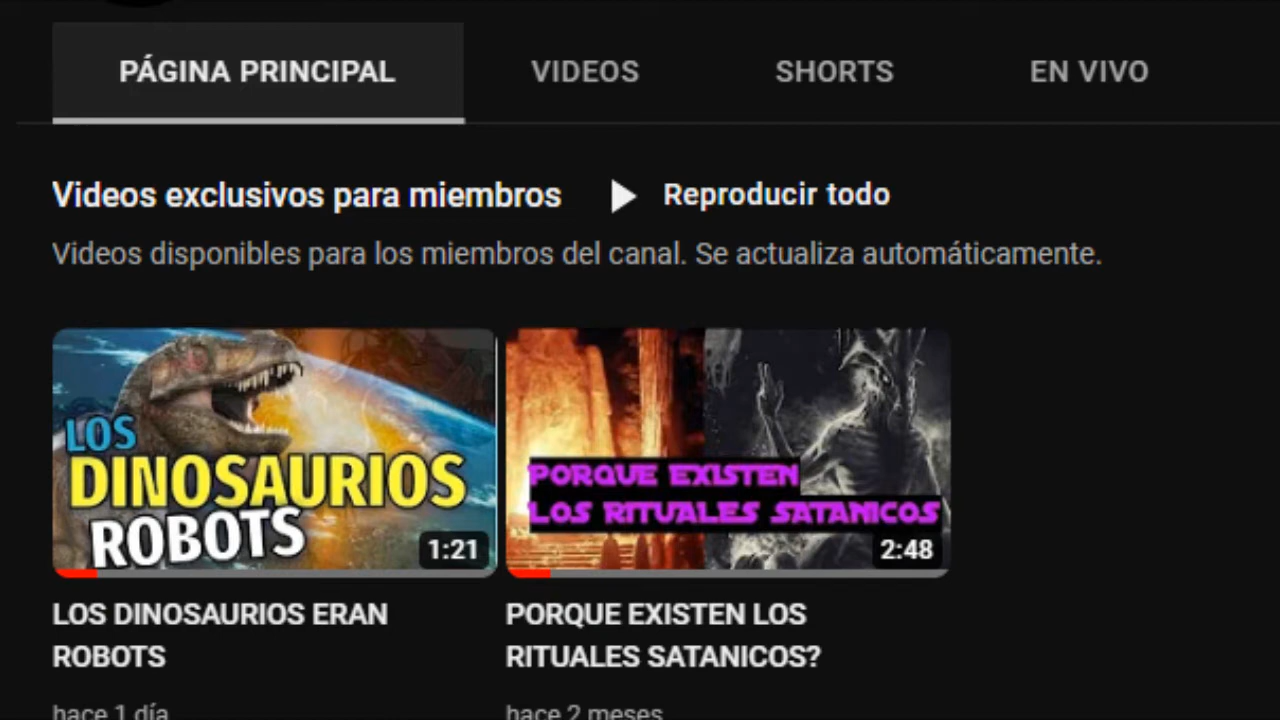 PÁGINA PRINCIPAL VIDEOS SHORTS EN VIVO
Videos exclusivos para miembros Reproducir todo
Videos disponibles para los miembros del canal. Se actualiza automáticamente.
LOS
DINOSAURIOS
ROBOTS
1:21
PORQUE EXISTEN
LOS RITUALES SATANICOS
2:48
LOS DINOSAURIOS ERAN
ROBOTS
hace 1 día
PORQUE EXISTEN LOS
RITUALES SATANICOS?
hace 2 meses